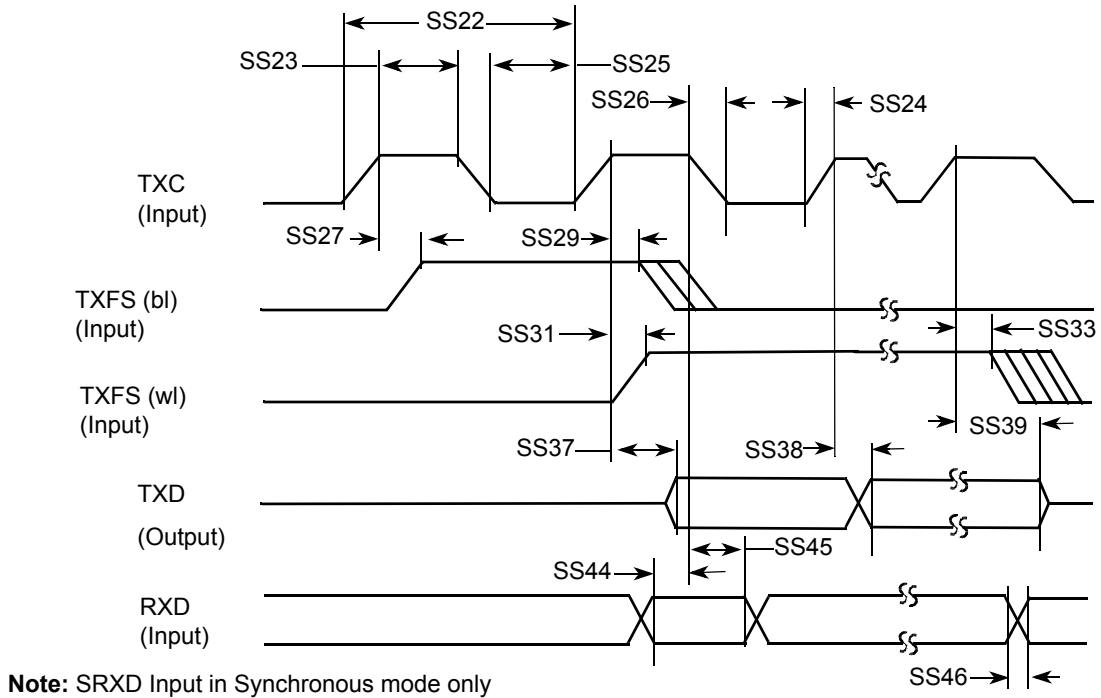 SS22
SS23
SS25
SS26
SS24
TXC
(Input)
SS27
SS29
TXFS (bl)
(Input)
SS31
SS33
TXFS (wl)
(Input)
SS39
SS37
SS38
TXD
(Output)
SS45
SS44
RXD
(Input)
SS46
Note: SRXD Input in Synchronous mode only